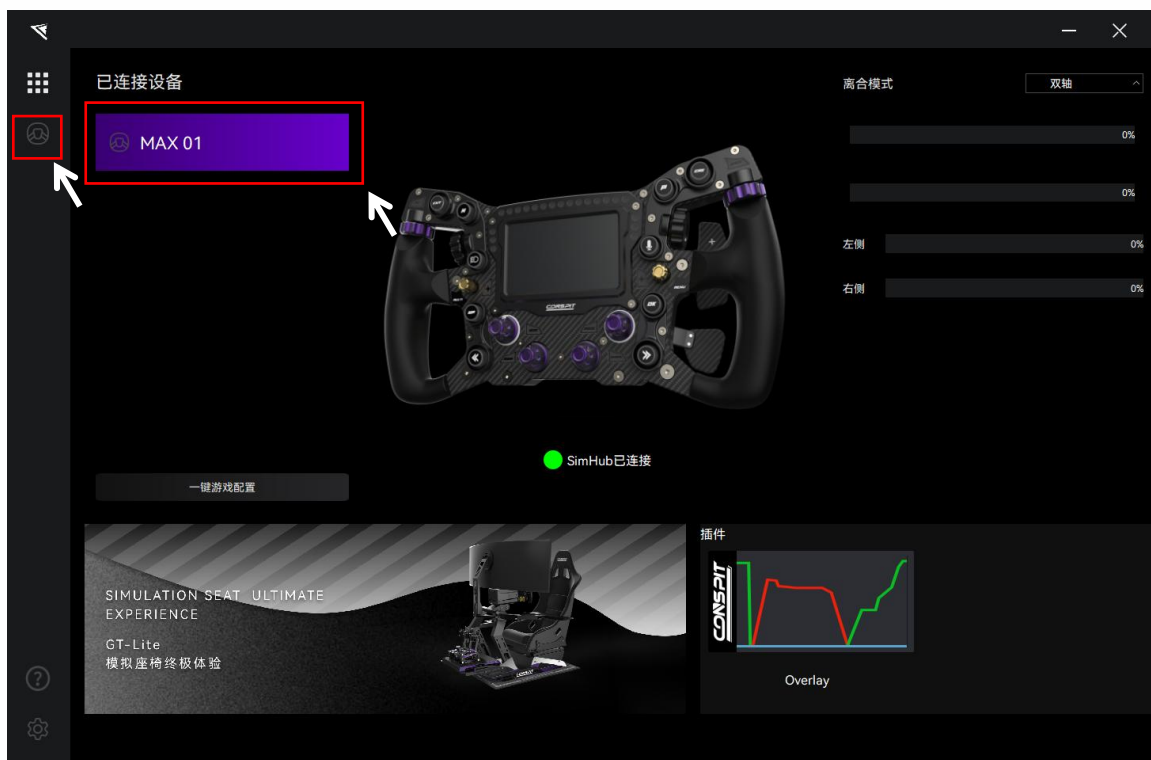 已连接设备
MAX 01
离合模式
双轴
0%
0%
左侧
0%
右侧
0%
CONSPIT
OK
SimHub已连接
一键游戏配置
SIMULATION SEAT ULTIMATE
EXPERIENCE
GT-Lite
模拟座椅终极体验
插件
CONSPIT
Overlay